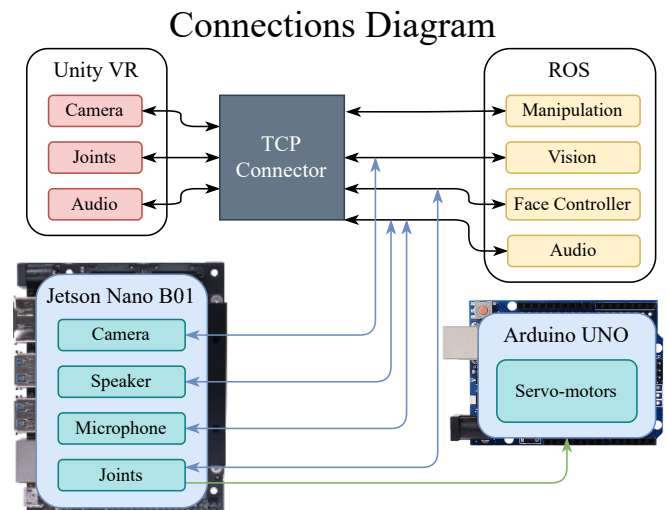 Connections Diagram
Unity VR
Camera
Joints
Audio
TCP
Connector
ROS
Manipulation
Vision
Face Controller
Audio
Jetson Nano B01
Camera
Speaker
Microphone
Joints
Arduino UNO
Servo-motors